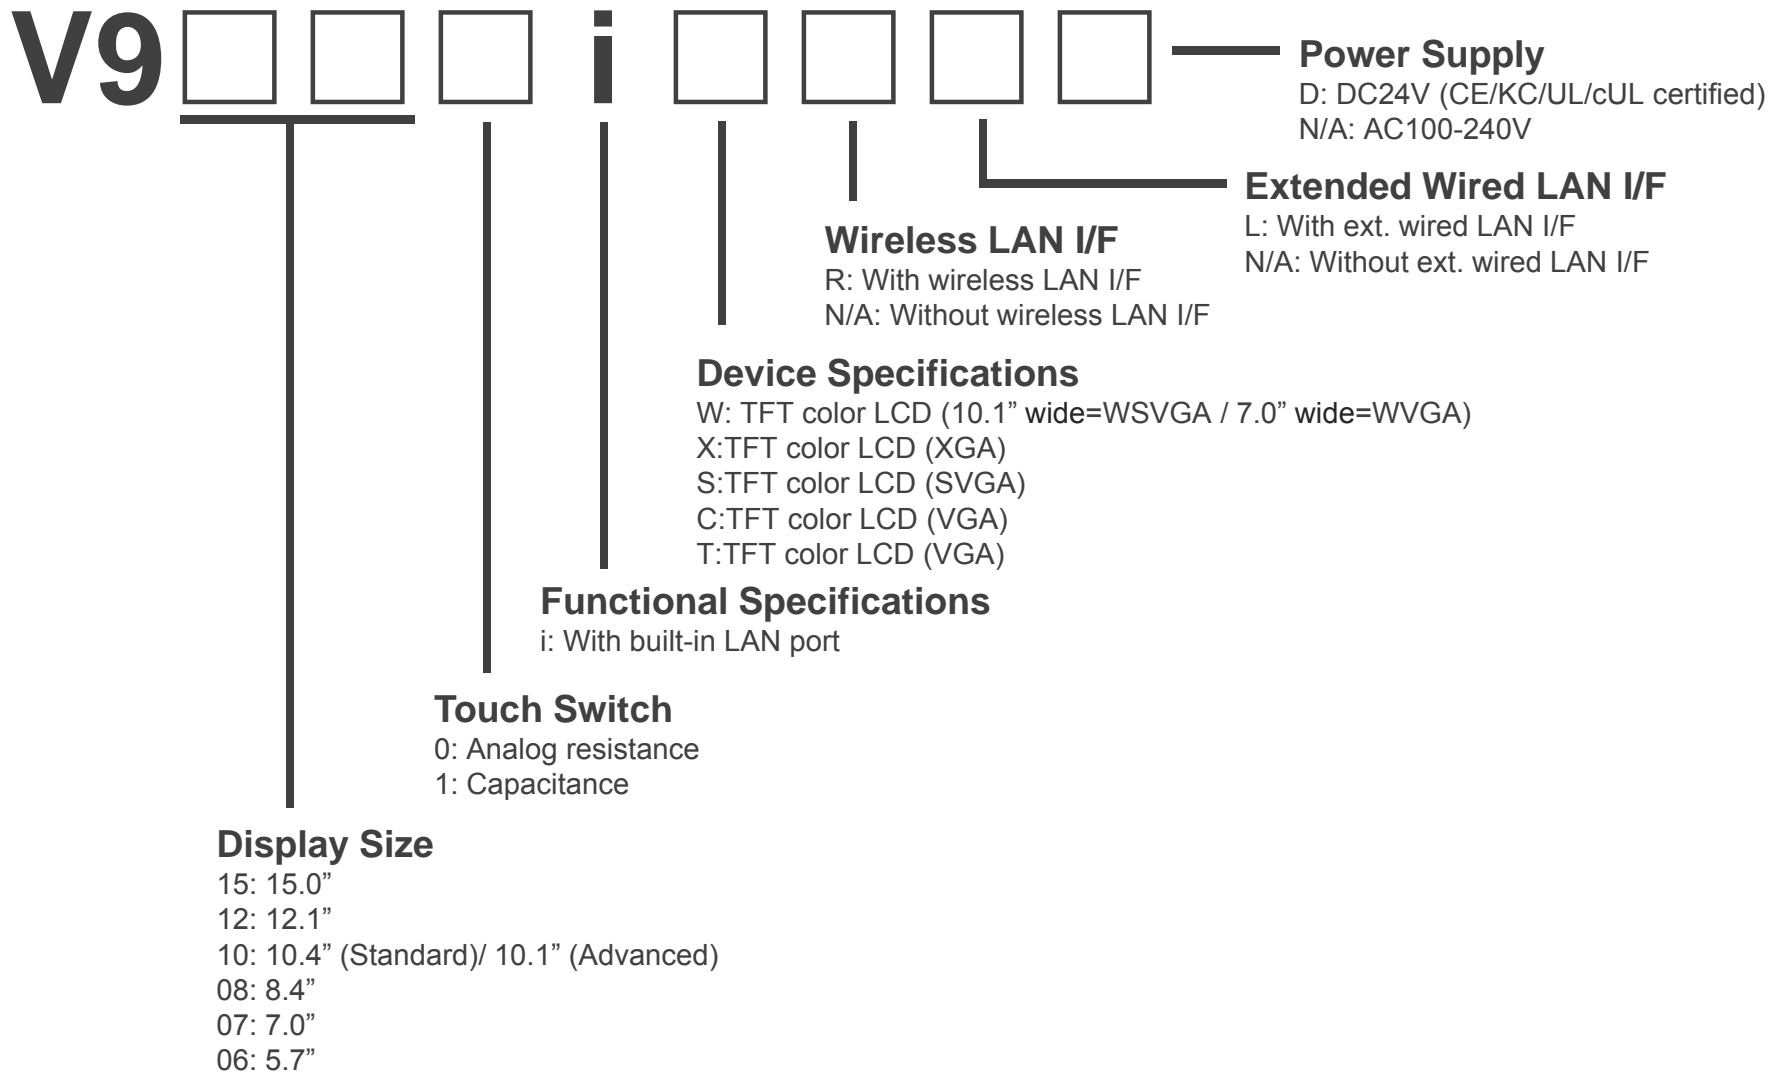 V9 i
Power Supply
D: DC24V (CE/KC/UL/cUL certified)
N/A: AC100-240V
Extended Wired LAN I/F
L: With ext. wired LAN I/F
N/A: Without ext. wired LAN I/F
Wireless LAN I/F
R: With wireless LAN I/F
N/A: Without wireless LAN I/F
Device Specifications
W: TFT color LCD (10.1” wide=WSVGA / 7.0” wide=WVGA)
X:TFT color LCD (XGA)
S:TFT color LCD (SVGA)
C:TFT color LCD (VGA)
T:TFT color LCD (VGA)
Functional Specifications
i: With built-in LAN port
Touch Switch
0: Analog resistance
1: Capacitance
Display Size
15: 15.0”
12: 12.1”
10: 10.4” (Standard)/ 10.1” (Advanced)
08: 8.4”
07: 7.0”
06: 5.7”